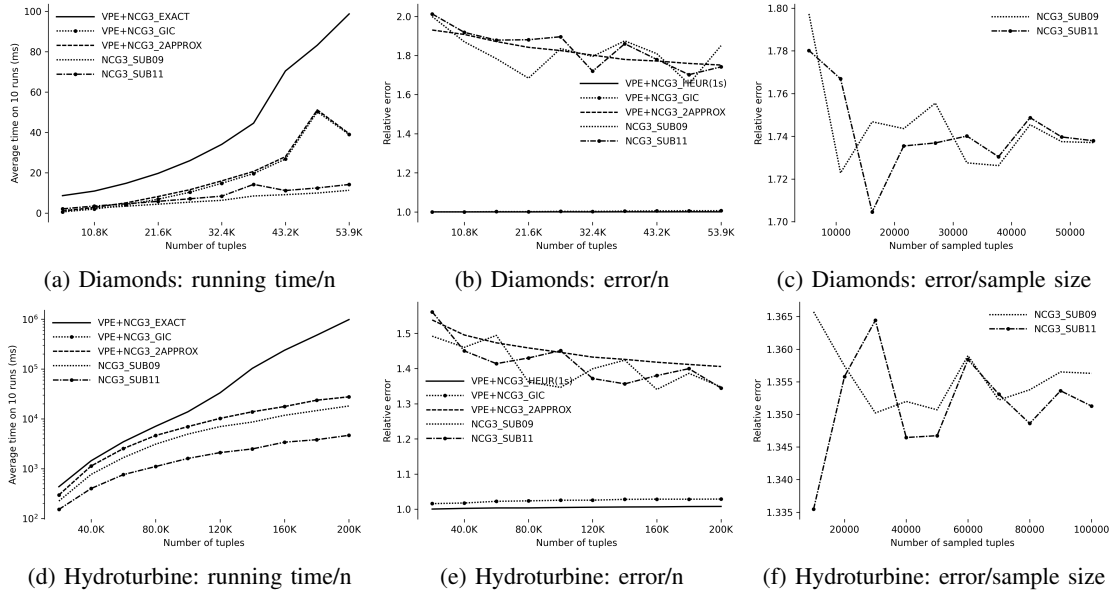 100
80
60
40
20
0
Average time on 10 runs (ms)
VPE+NCG3_EXACT
VPE+NCG3_GIC
VPE+NCG3_2APPROX
NCG3_SUB09
NCG3_SUB11
10.8K 21.6K 32.4K 43.2K 53.9K
Number of tuples
(a) Diamonds: running time/n
2.0
1.8
1.6
1.4
1.2
1.0
Relative error
VPE+NCG3_HEUR(1s)
VPE+NCG3_GIC
VPE+NCG3_2APPROX
NCG3_SUB09
NCG3_SUB11
10.8K 21.6K 32.4K 43.2K 53.9K
Number of tuples
(b) Diamonds: error/n
1.80
1.78
1.76
1.74
1.72
1.70
Relative error
NCG3_SUB09
NCG3_SUB11
10000 20000 30000 40000 50000
Number of sampled tuples
(c) Diamonds: error/sample size
10^6
10^5
10^4
10^3
10^2
Average time on 10 runs (ms)
VPE+NCG3_EXACT
VPE+NCG3_GIC
VPE+NCG3_2APPROX
NCG3_SUB09
NCG3_SUB11
40.0K 80.0K 120K 160K 200K
Number of tuples
(d) Hydroturbine: running time/n
1.5
1.4
1.3
1.2
1.1
1.0
Relative error
VPE+NCG3_HEUR(1s)
VPE+NCG3_GIC
VPE+NCG3_2APPROX
NCG3_SUB09
NCG3_SUB11
40.0K 80.0K 120K 160K 200K
Number of tuples
(e) Hydroturbine: error/n
1.365
1.360
1.355
1.350
1.345
1.340
1.335
Relative error
NCG3_SUB09
NCG3_SUB11
20000 40000 60000 80000 100000
Number of sampled tuples
(f) Hydroturbine: error/sample size